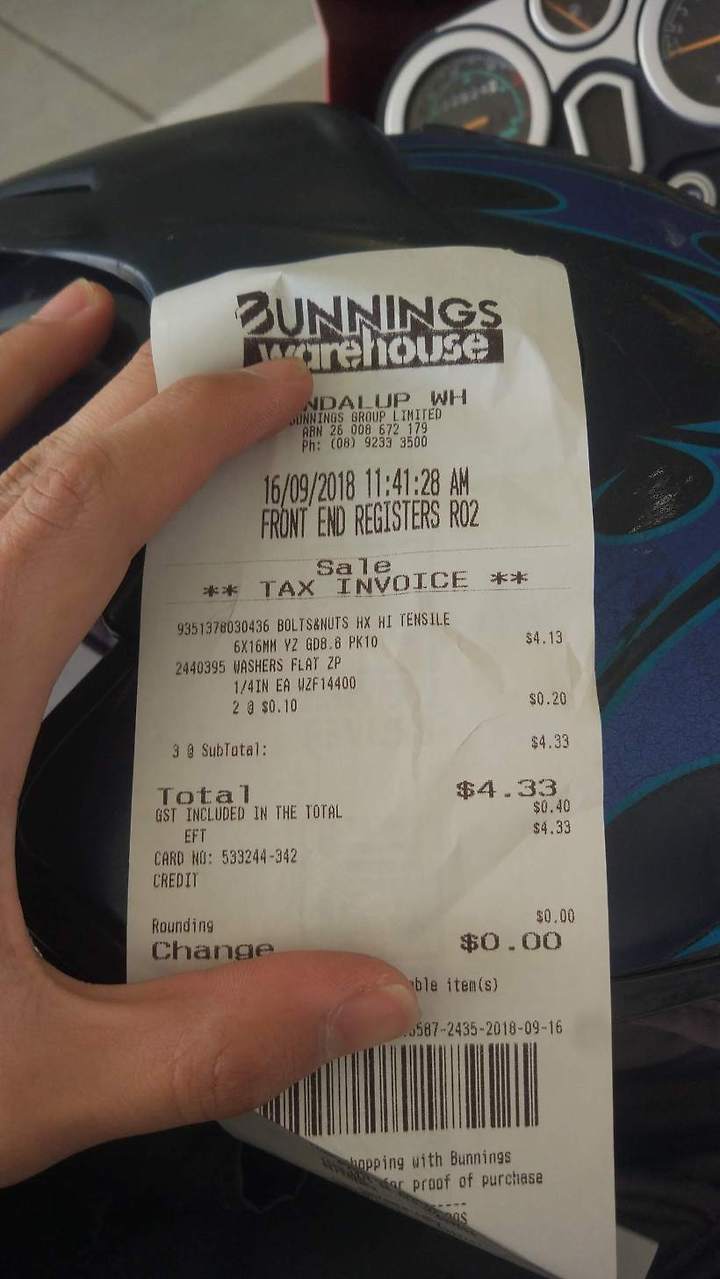 BUNNINGS
warehouse
NDALUP WH
BUNNINGS GROUP LIMITED
ABN 26 008 672 179
Ph: (08) 9233 3500
16/09/2018 11:41:28 AM
FRONT END REGISTERS R02
Sale
** TAX INVOICE **
9351378030436 BOLTS&NUTS HX HI TENSILE
6X16MM YZ GD8.8 PK10 $4.13
2440395 WASHERS FLAT ZP
1/4IN EA WZF14400
2 @ $0.10 $0.20
3 @ SubTotal: $4.33
Total $4.33
GST INCLUDED IN THE TOTAL $0.40
EFT $4.33
CARD NO: 533244-342
CREDIT
Rounding $0.00
Change $0.00
item(s)
587-2435-2018-09-16
hopping with Bunnings
for proof of purchase